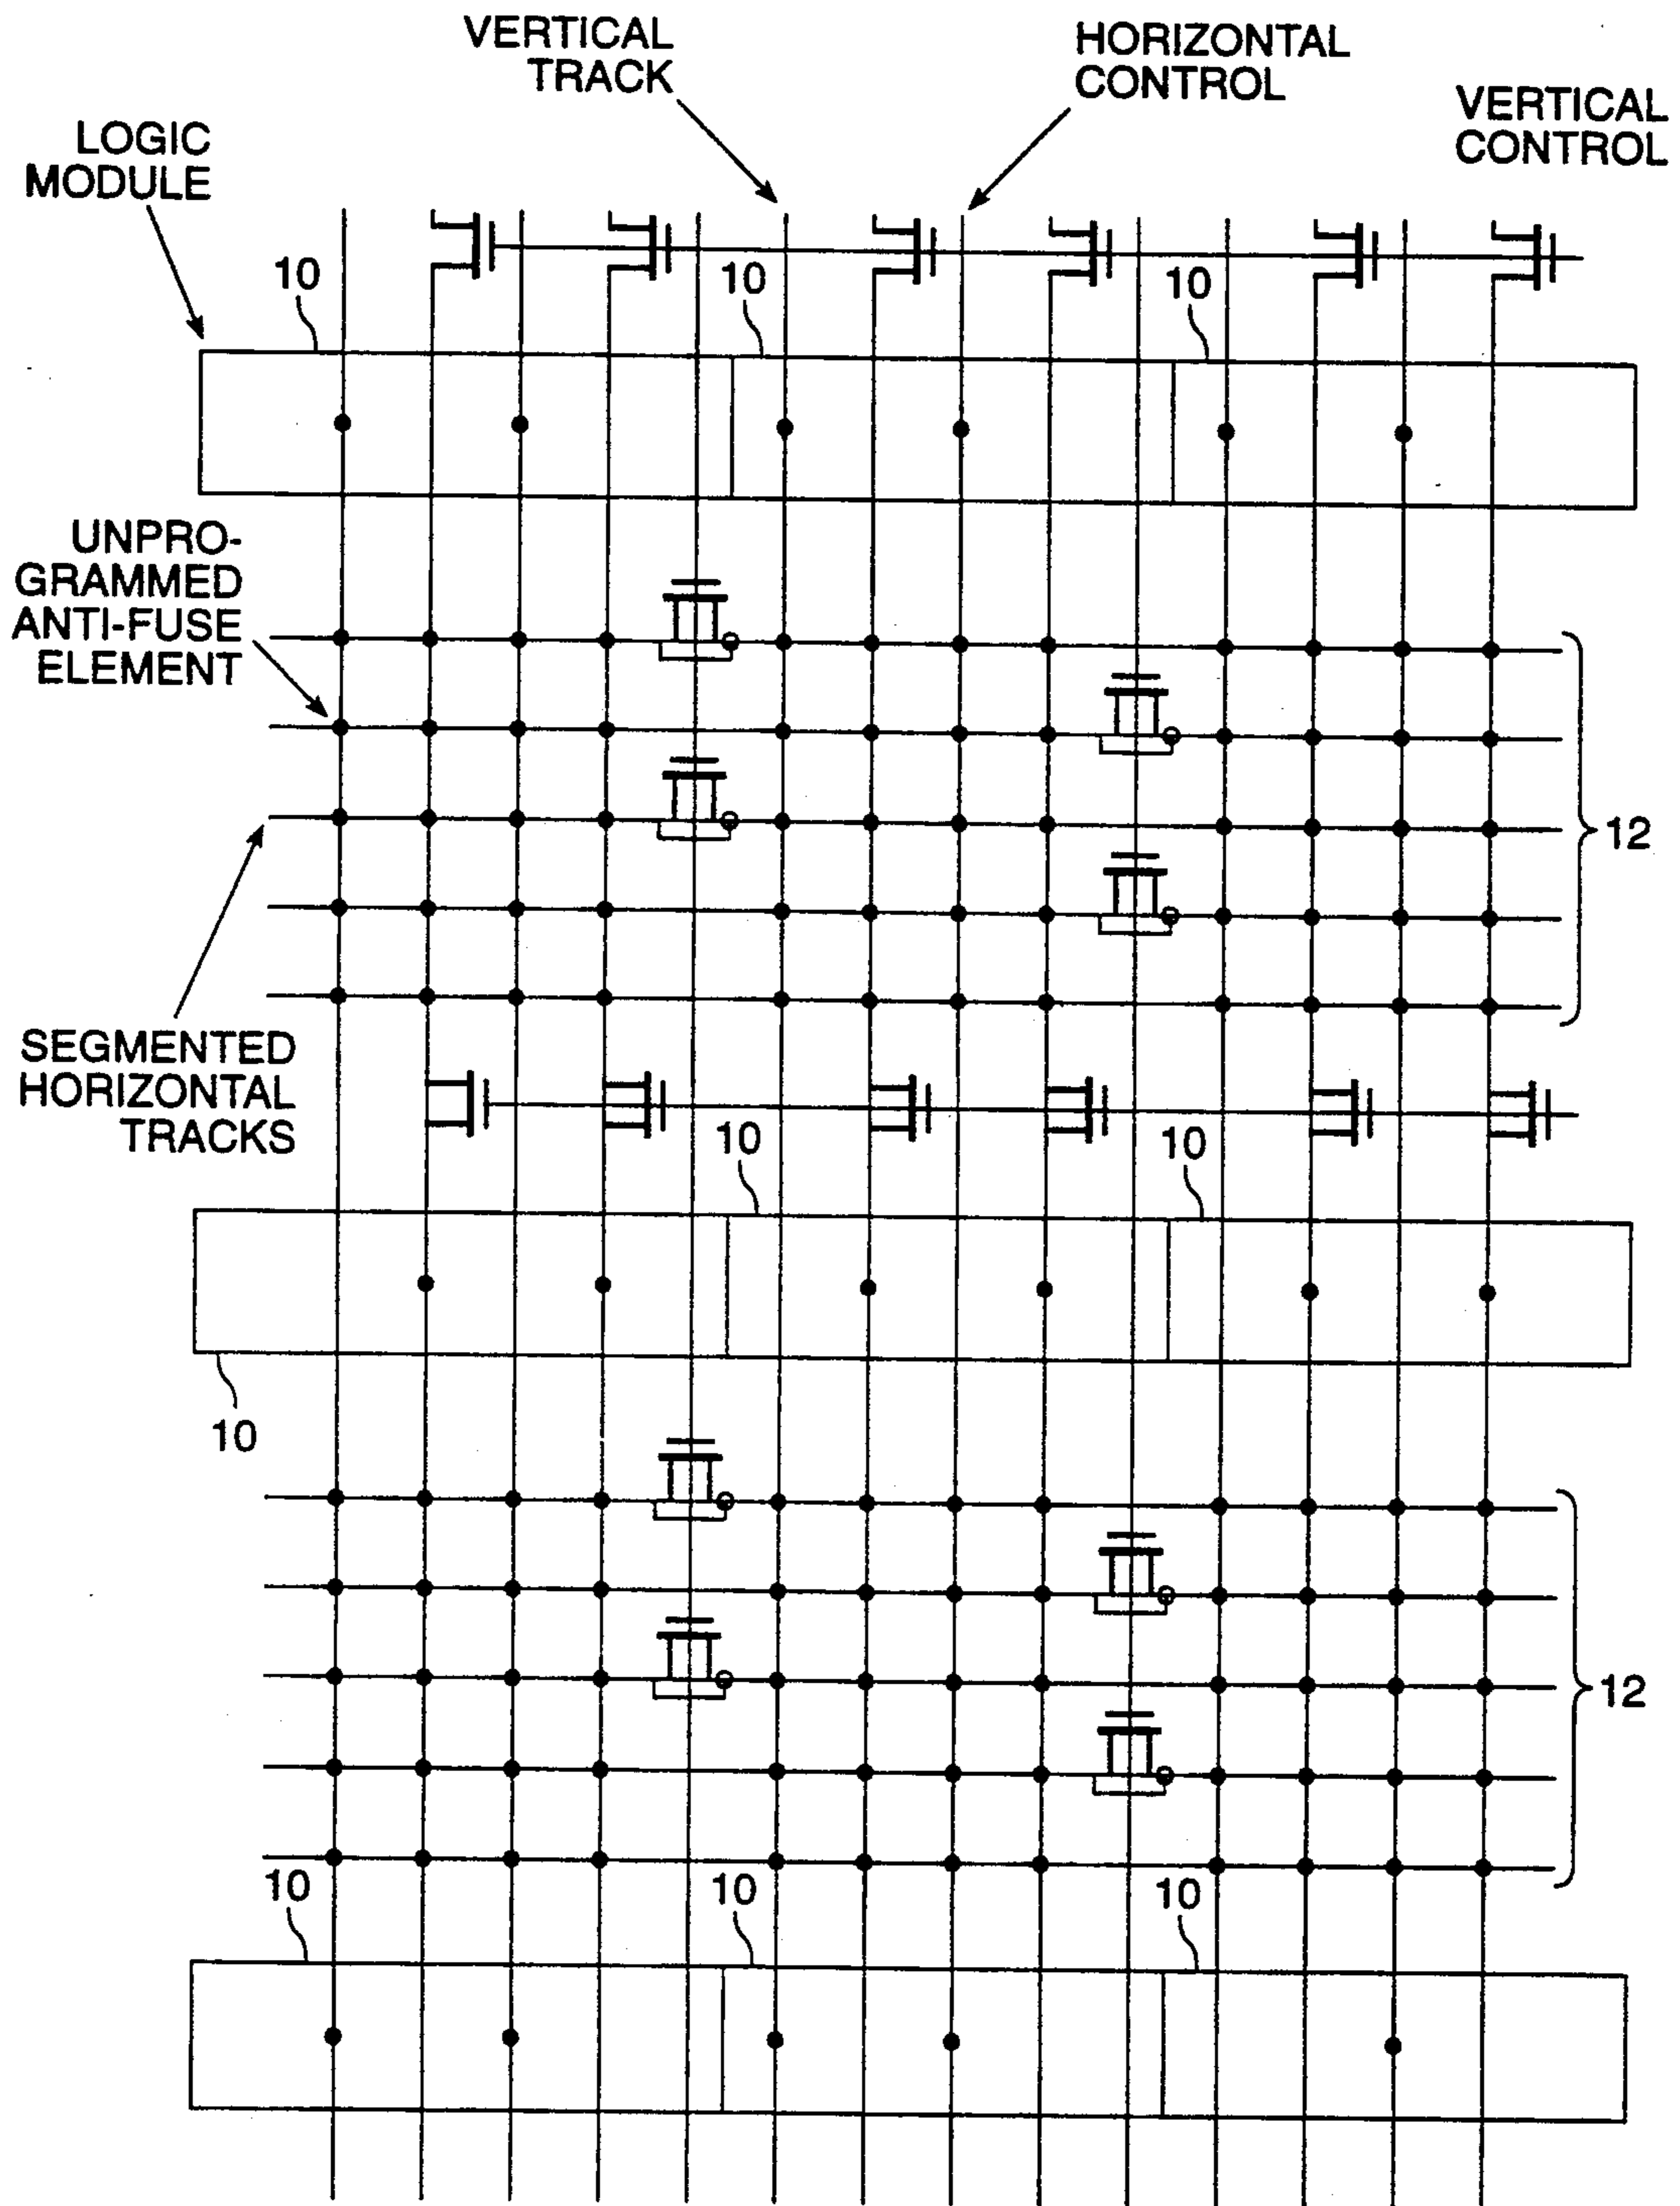 VERTICAL
TRACK
HORIZONTAL
CONTROL
VERTICAL
CONTROL
LOGIC
MODULE
10
10
10
UNPRO-
GRAMMED
ANTI-FUSE
ELEMENT
12
SEGMENTED
HORIZONTAL
TRACKS
10
10
10
12
10
10
10